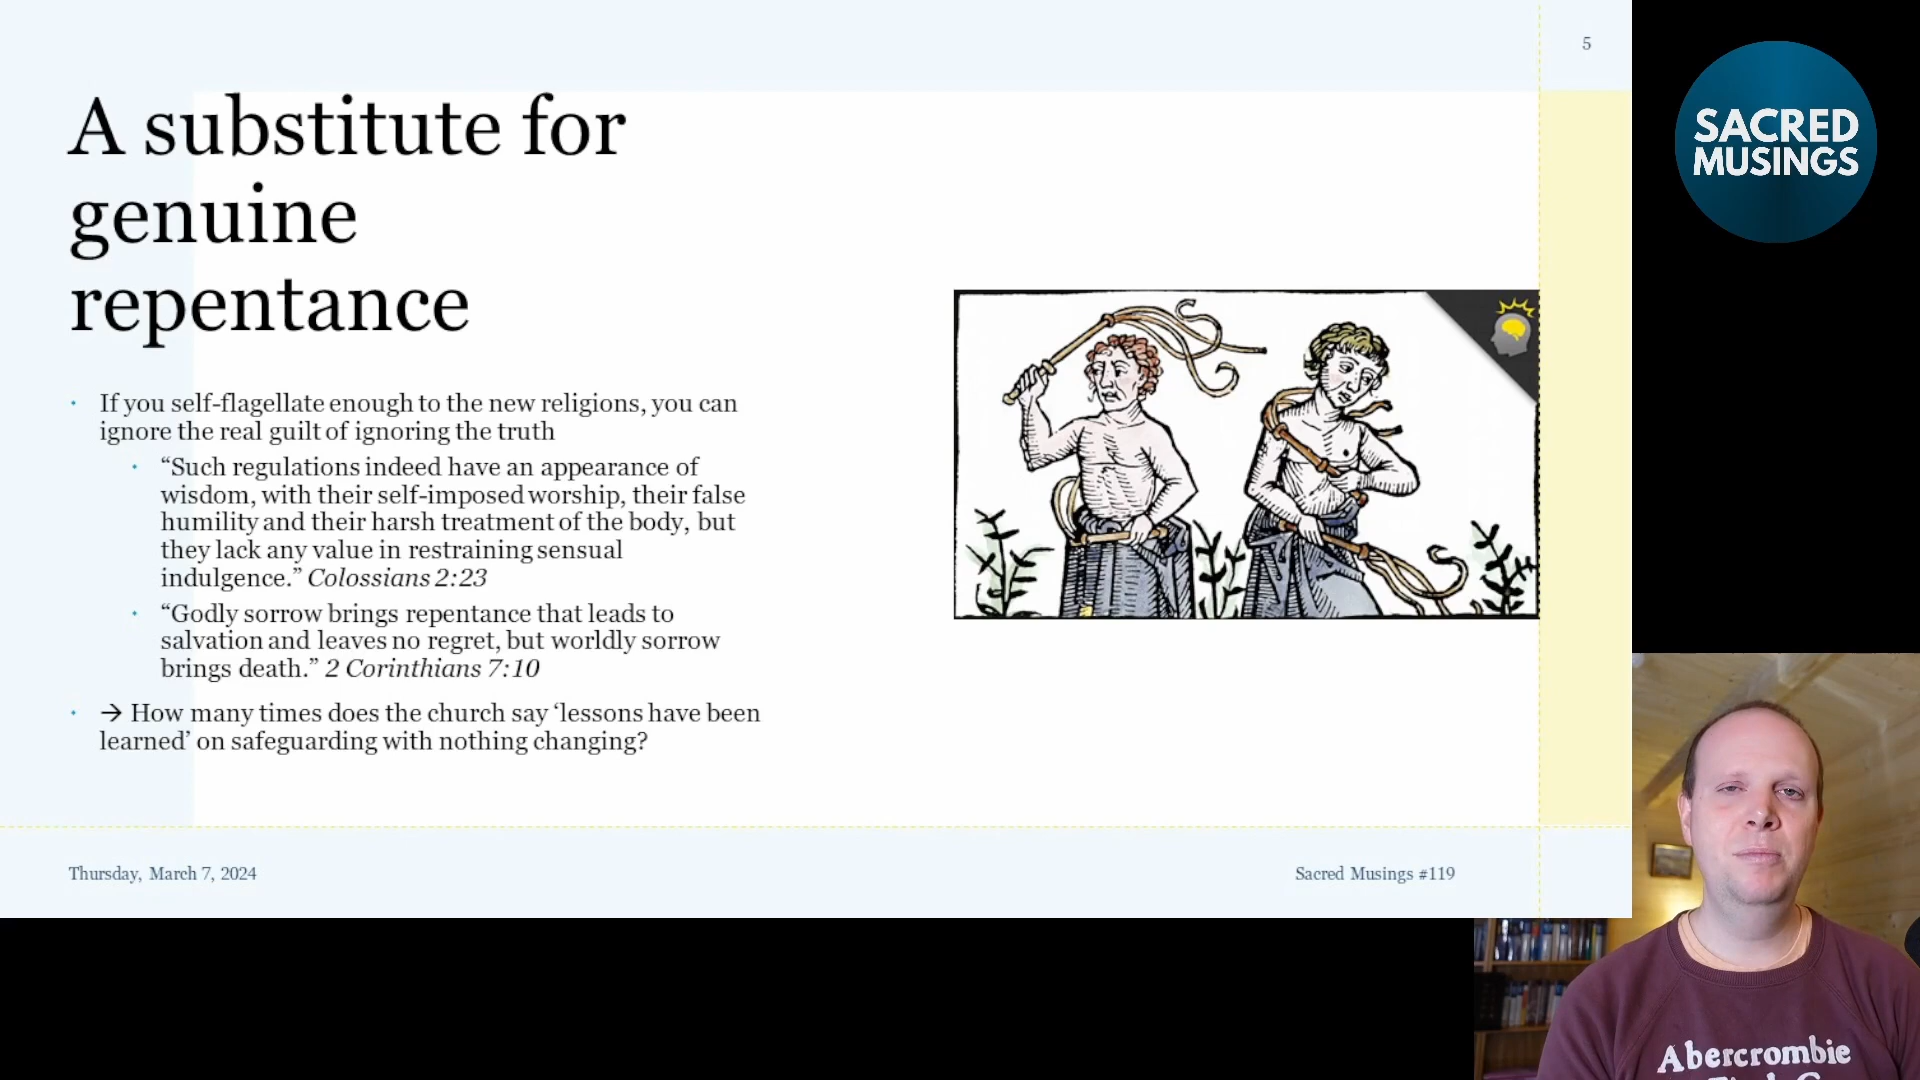 5
SACRED
MUSINGS
A substitute for
genuine
repentance
If you self-flagellate enough to the new religions, you can
ignore the real guilt of ignoring the truth
“Such regulations indeed have an appearance of
wisdom, with their self-imposed worship, their false
humility and their harsh treatment of the body, but
they lack any value in restraining sensual
indulgence.” Colossians 2:23
“Godly sorrow brings repentance that leads to
salvation and leaves no regret, but worldly sorrow
brings death.” 2 Corinthians 7:10
→ How many times does the church say ‘lessons have been
learned’ on safeguarding with nothing changing?
Thursday, March 7, 2024
Sacred Musings #119
Abercrombie